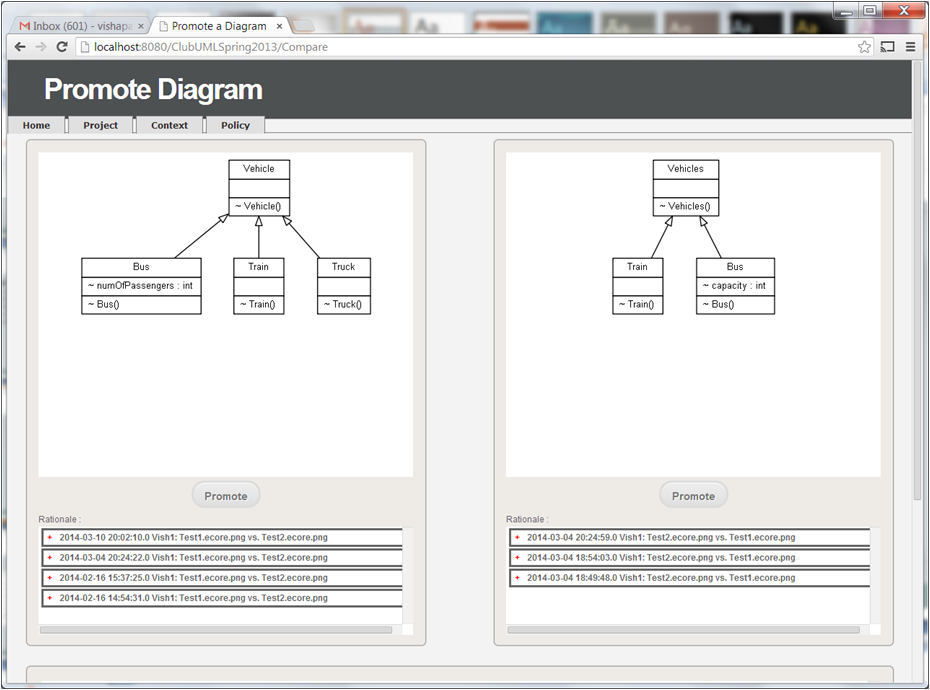 Inbox (601) - vishapa
Promote a Diagram
localhost:8080/ClubUMLSpring2013/Compare
Promote Diagram
Home
Project
Context
Policy
Vehicle
~ Vehicle()
Bus
~ numOfPassengers : int
~ Bus()
Train
~ Train()
Truck
~ Truck()
Promote
Rationale :
+ 2014-03-10 20:02:10.0 Vish1: Test1.ecore.png vs. Test2.ecore.png
+ 2014-03-04 20:24:22.0 Vish1: Test1.ecore.png vs. Test2.ecore.png
+ 2014-02-16 15:37:25.0 Vish1: Test1.ecore.png vs. Test2.ecore.png
+ 2014-02-16 14:54:31.0 Vish1: Test1.ecore.png vs. Test2.ecore.png
Vehicles
~ Vehicles()
Train
~ Train()
Bus
~ capacity : int
~ Bus()
Promote
Rationale :
+ 2014-03-04 20:24:59.0 Vish1: Test2.ecore.png vs. Test1.ecore.png
+ 2014-03-04 18:54:03.0 Vish1: Test2.ecore.png vs. Test1.ecore.png
+ 2014-03-04 18:49:48.0 Vish1: Test2.ecore.png vs. Test1.ecore.png